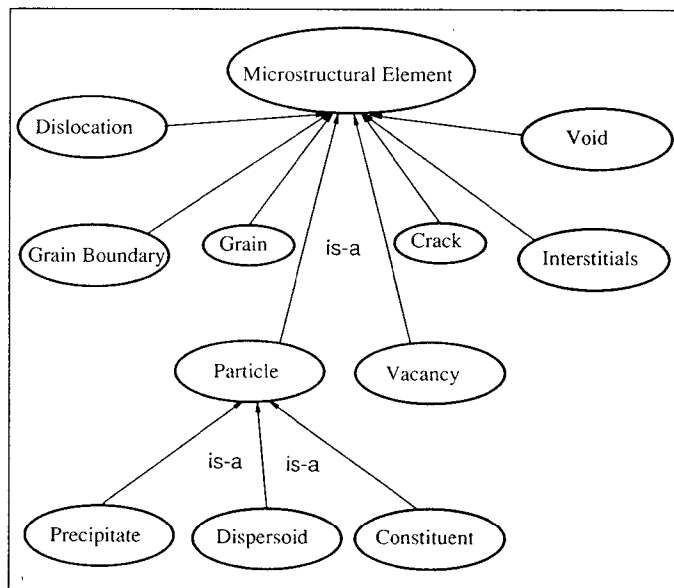 Microstructural Element
Dislocation
Void
Grain Boundary
Grain
is-a
Crack
Interstitials
Particle
Vacancy
is-a
is-a
Precipitate
Dispersoid
Constituent